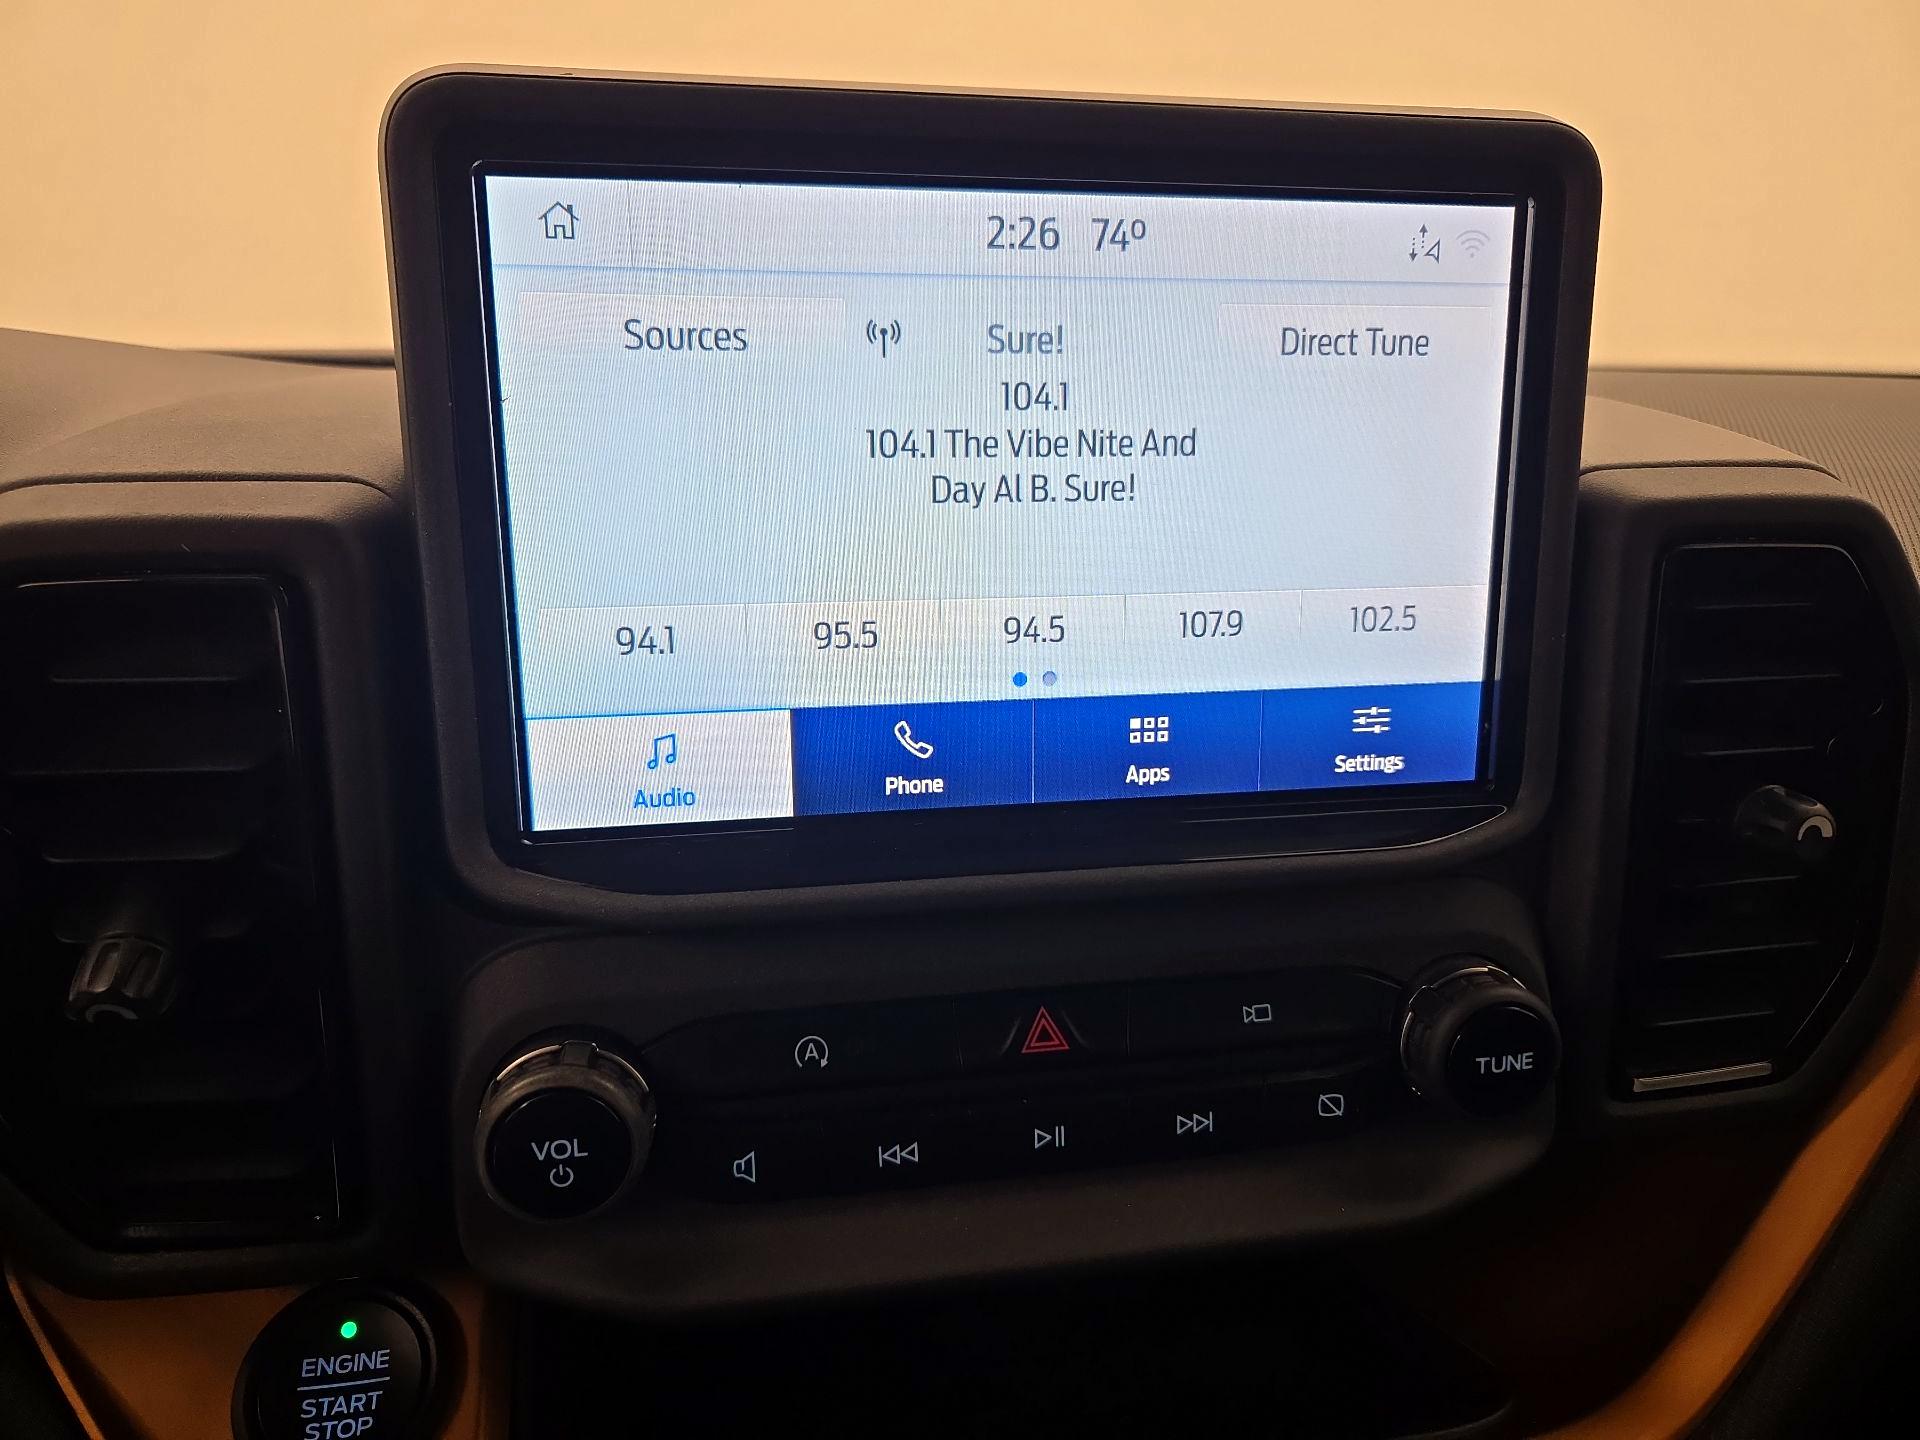 2:26 74°
Sources
Sure!
Direct Tune
104.1
104.1 The Vibe Nite And
Day Al B. Sure!
94.1 95.5 94.5 107.9 102.5
Audio
Phone
Apps
Settings
A
TUNE
VOL
ENGINE
START
STOP